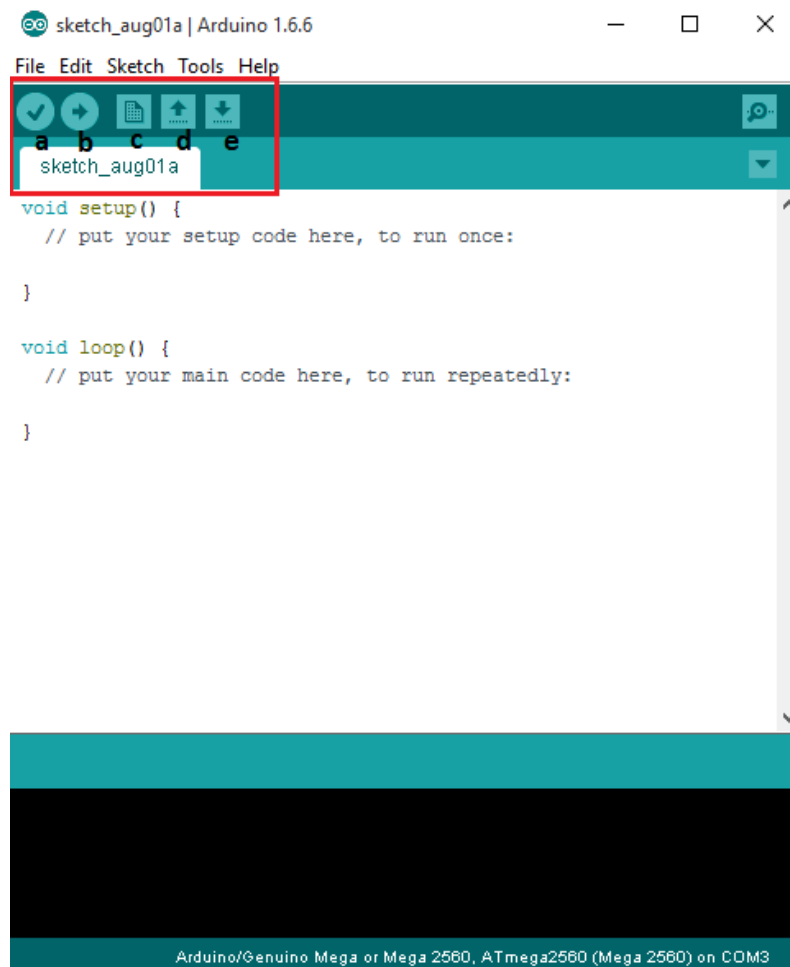 sketch_aug01a | Arduino 1.6.6
File Edit Sketch Tools Help
a b c d e
sketch_aug01a
void setup() {
  // put your setup code here, to run once:
}
void loop() {
  // put your main code here, to run repeatedly:
}
Arduino/Genuino Mega or Mega 2560, ATmega2560 (Mega 2560) on COM3